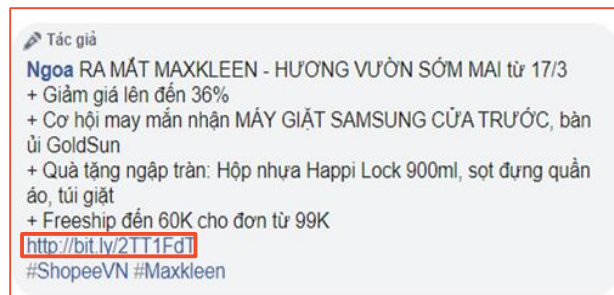 Tác giả
Ngoa RA MẮT MAXKLEEN - HƯƠNG VƯỜN SỚM MAI từ 17/3
+ Giảm giá lên đến 36%
+ Cơ hội may mắn nhận MÁY GIẶT SAMSUNG CỬA TRƯỚC, bàn
ủi GoldSun
+ Quà tặng ngập tràn: Hộp nhựa Happi Lock 900ml, sọt đựng quần
áo, túi giặt
+ Freeship đến 60K cho đơn từ 99K
http://bit.ly/2TT1FdT
#ShopeeVN #Maxkleen